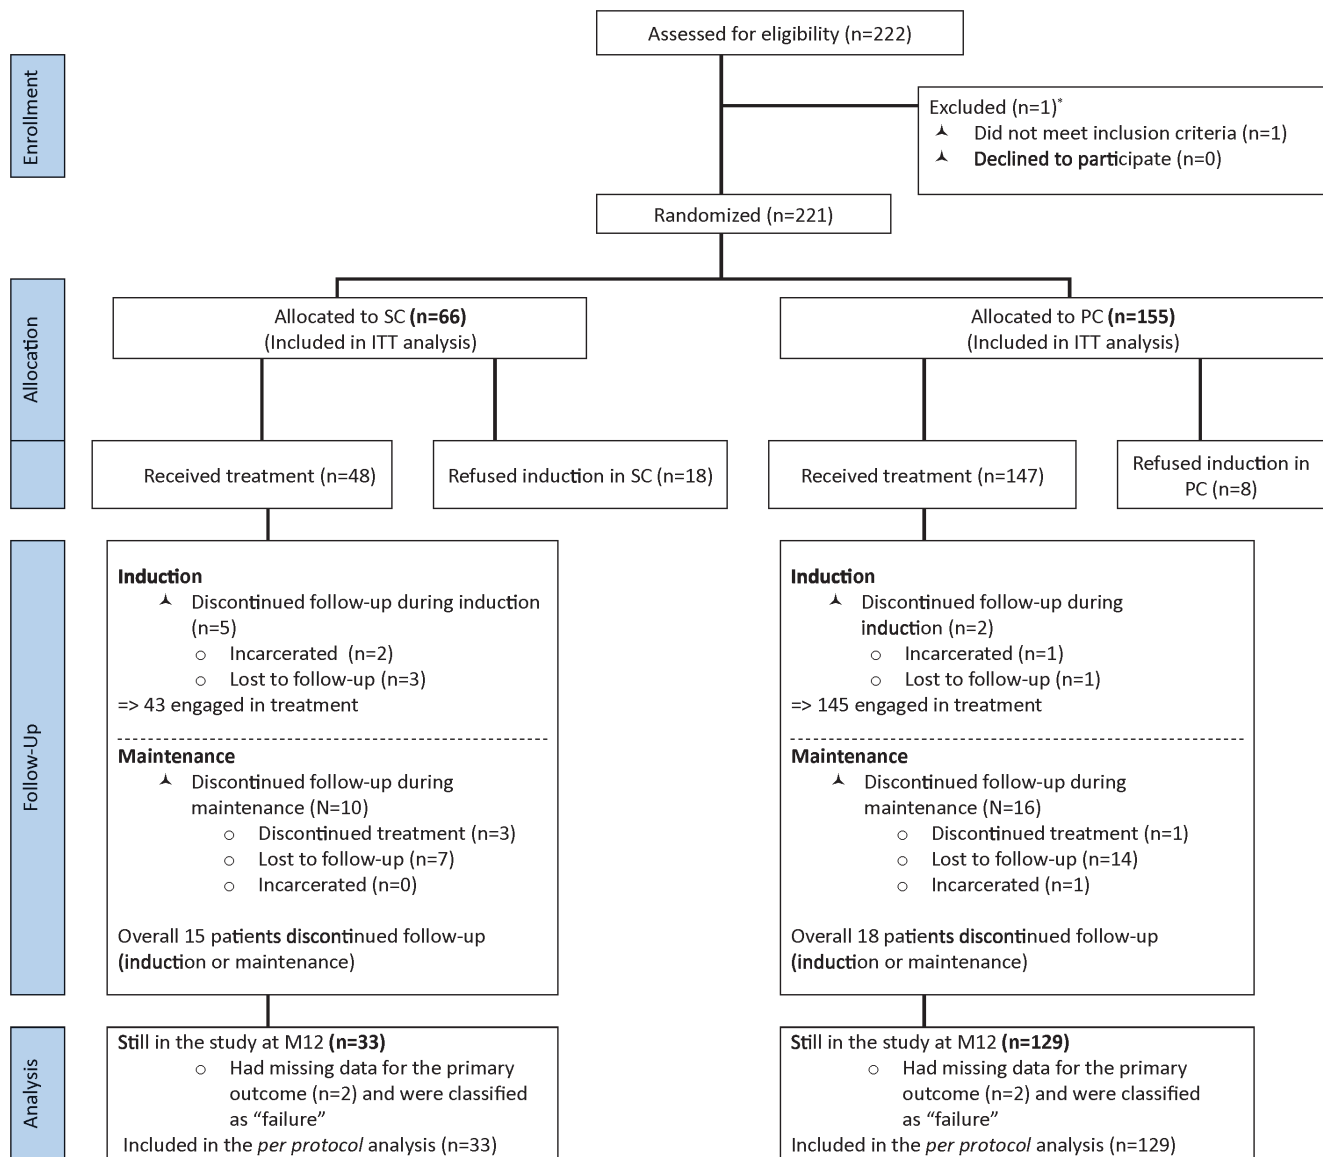 Assessed for eligibility (n=222)
Enrollment
Excluded (n=1)*
Did not meet inclusion criteria (n=1)
Declined to participate (n=0)
Randomized (n=221)
Allocation
Allocated to SC (n=66)
(Included in ITT analysis)
Allocated to PC (n=155)
(Included in ITT analysis)
Received treatment (n=48)
Refused induction in SC (n=18)
Received treatment (n=147)
Refused induction in
PC (n=8)
Follow-Up
Induction
Discontinued follow-up during induction
(n=5)
o Incarcerated (n=2)
o Lost to follow-up (n=3)
=> 43 engaged in treatment
Maintenance
Discontinued follow-up during
maintenance (N=10)
o Discontinued treatment (n=3)
o Lost to follow-up (n=7)
o Incarcerated (n=0)
Overall 15 patients discontinued follow-up
(induction or maintenance)
Induction
Discontinued follow-up during
induction (n=2)
o Incarcerated (n=1)
o Lost to follow-up (n=1)
=> 145 engaged in treatment
Maintenance
Discontinued follow-up during
maintenance (N=16)
o Discontinued treatment (n=1)
o Lost to follow-up (n=14)
o Incarcerated (n=1)
Overall 18 patients discontinued follow-up
(induction or maintenance)
Analysis
Still in the study at M12 (n=33)
o Had missing data for the primary
outcome (n=2) and were classified
as “failure”
Included in the per protocol analysis (n=33)
Still in the study at M12 (n=129)
o Had missing data for the primary
outcome (n=2) and were classified
as “failure”
Included in the per protocol analysis (n=129)